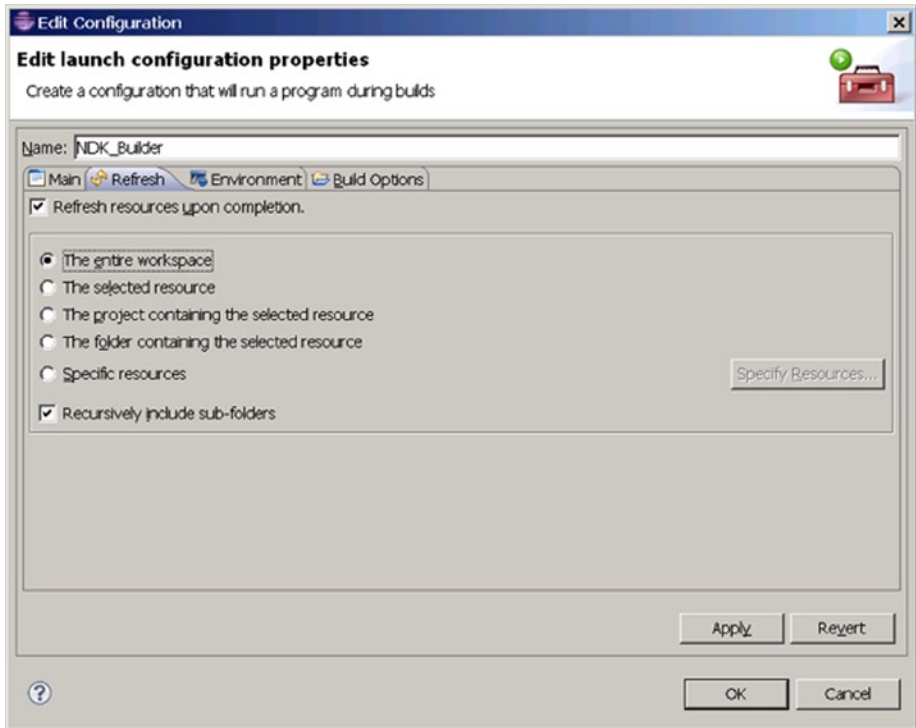 Edit Configuration
Edit launch configuration properties
Create a configuration that will run a program during builds
Name: NDK_Builder
Main Refresh Environment Build Options
Refresh resources upon completion.
The entire workspace
The selected resource
The project containing the selected resource
The folder containing the selected resource
Specific resources Specify Resources...
Recursively include sub-folders
Apply Revert
? OK Cancel